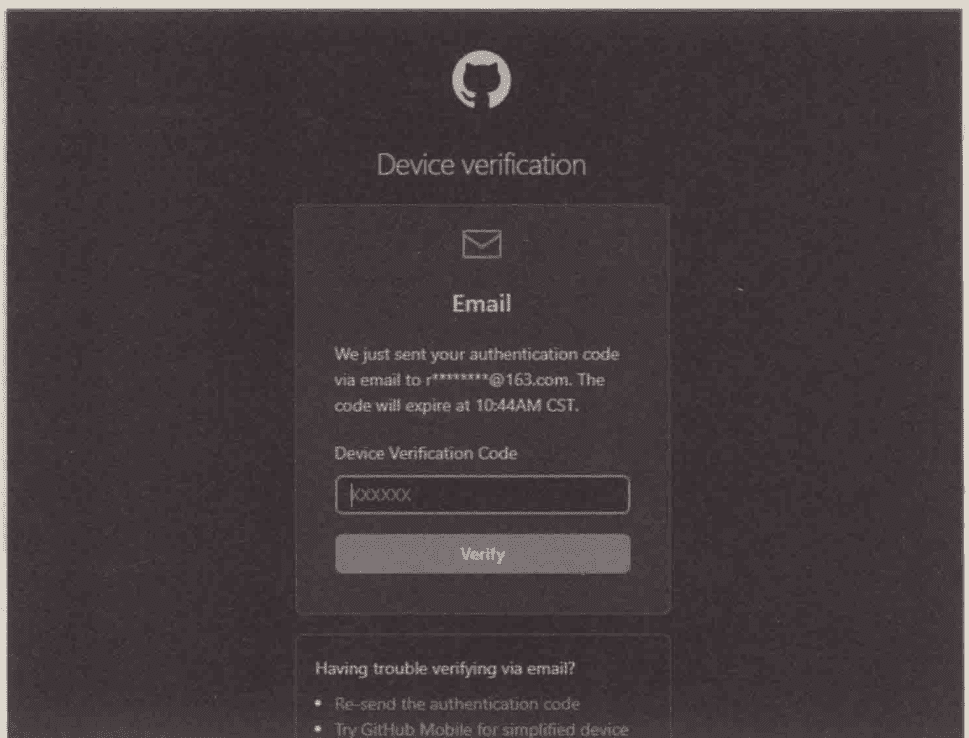 Device verification
Email
We just sent your authentication code
via email to r********@163.com. The
code will expire at 10:44AM CST.
Device Verification Code
XXXXXX
Verify
Having trouble verifying via email?
• Re-send the authentication code
• Try GitHub Mobile for simplified device